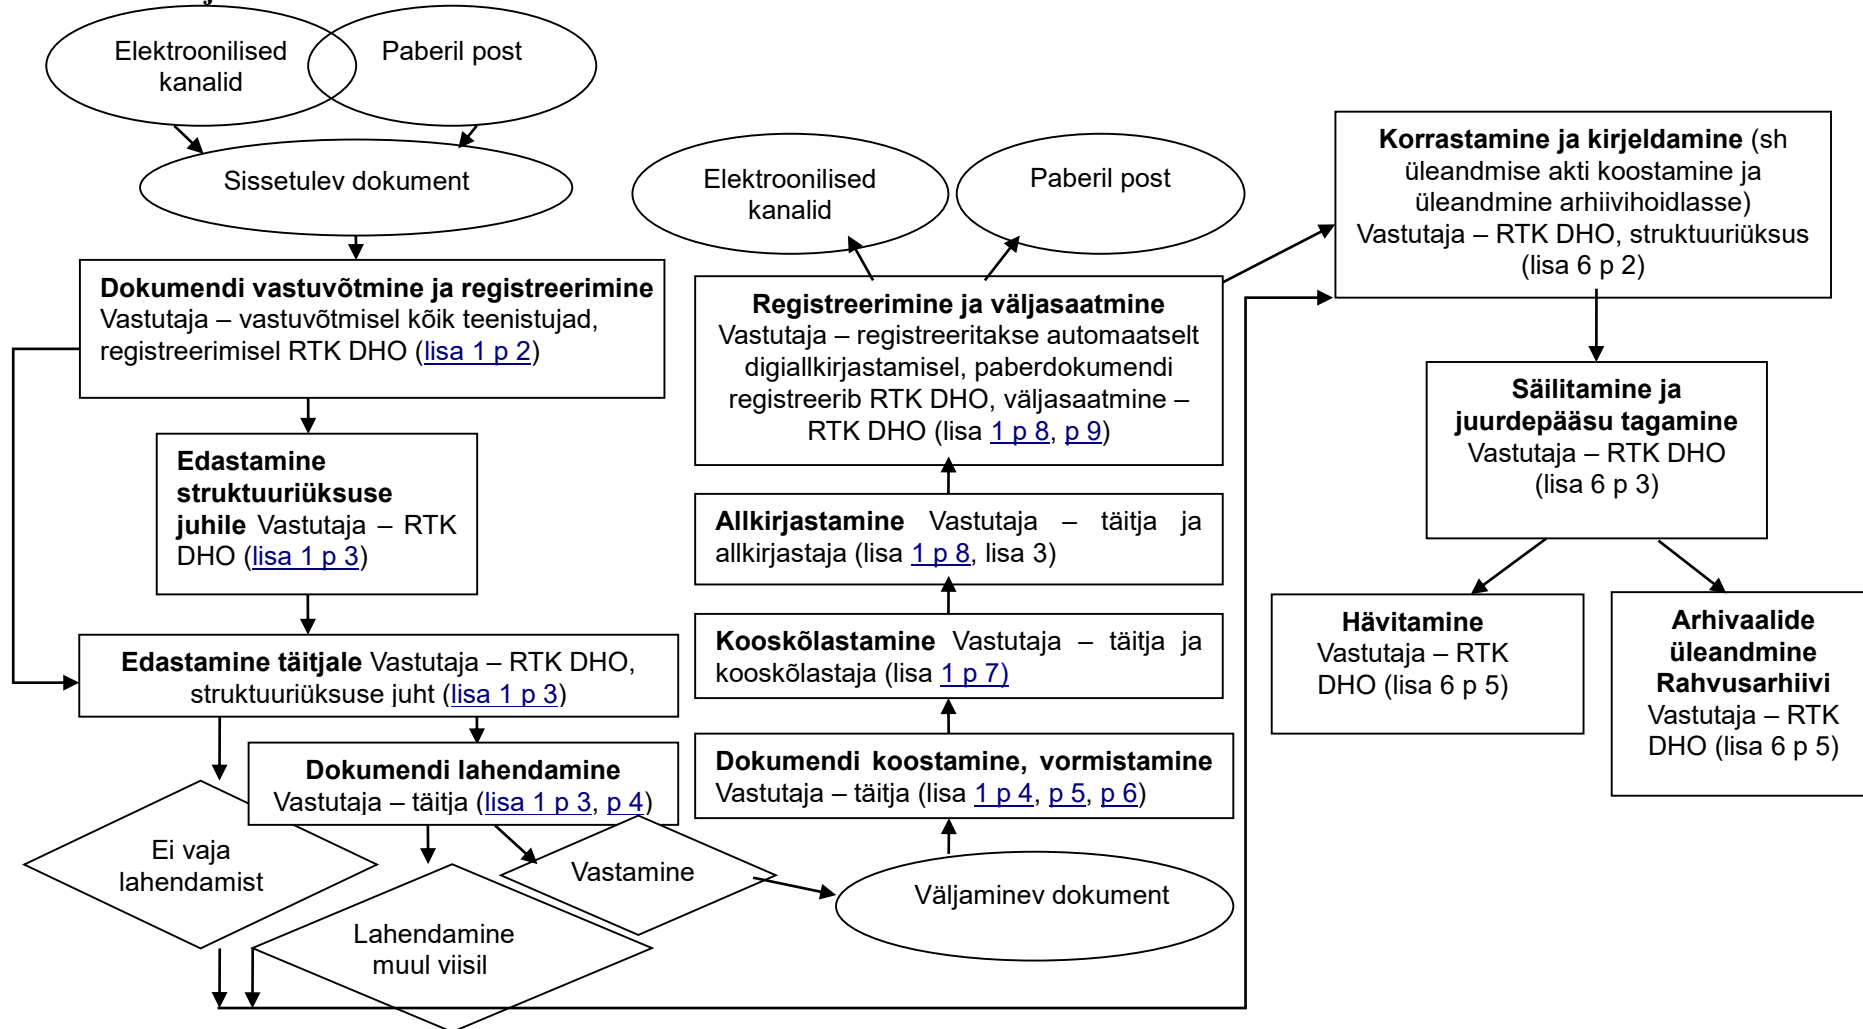 Elektroonilised
kanalid
Paberil post
Sissetulev dokument
Dokumendi vastuvõtmine ja registreerimine
Vastutaja – vastuvõtmisel kõik teenistujad,
registreerimisel RTK DHO (lisa 1 p 2)
Edastamine
struktuuriüksuse
juhile Vastutaja – RTK
DHO (lisa 1 p 3)
Edastamine täitjale Vastutaja – RTK DHO,
struktuuriüksuse juht (lisa 1 p 3)
Dokumendi lahendamine
Vastutaja – täitja (lisa 1 p 3, p 4)
Ei vaja
lahendamist
Lahendamine
muul viisil
Vastamine
Väljaminev dokument
Dokumendi koostamine, vormistamine
Vastutaja – täitja (lisa 1 p 4, p 5, p 6)
Kooskõlastamine Vastutaja – täitja ja
kooskõlastaja (lisa 1 p 7)
Allkirjastamine Vastutaja – täitja ja
allkirjastaja (lisa 1 p 8, lisa 3)
Registreerimine ja väljasaatmine
Vastutaja – registreeritakse automaatselt
digiallkirjastamisel, paberdokumendi
registreerib RTK DHO, väljasaatmine –
RTK DHO (lisa 1 p 8, p 9)
Elektroonilised
kanalid
Paberil post
Korrastamine ja kirjeldamine (sh
üleandmise akti koostamine ja
üleandmine arhiivihoidlasse)
Vastutaja – RTK DHO, struktuuriüksus
(lisa 6 p 2)
Säilitamine ja
juurdepääsu tagamine
Vastutaja – RTK DHO
(lisa 6 p 3)
Hävitamine
Vastutaja – RTK
DHO (lisa 6 p 5)
Arhivaalide
üleandmine
Rahvusarhiivi
Vastutaja – RTK
DHO (lisa 6 p 5)